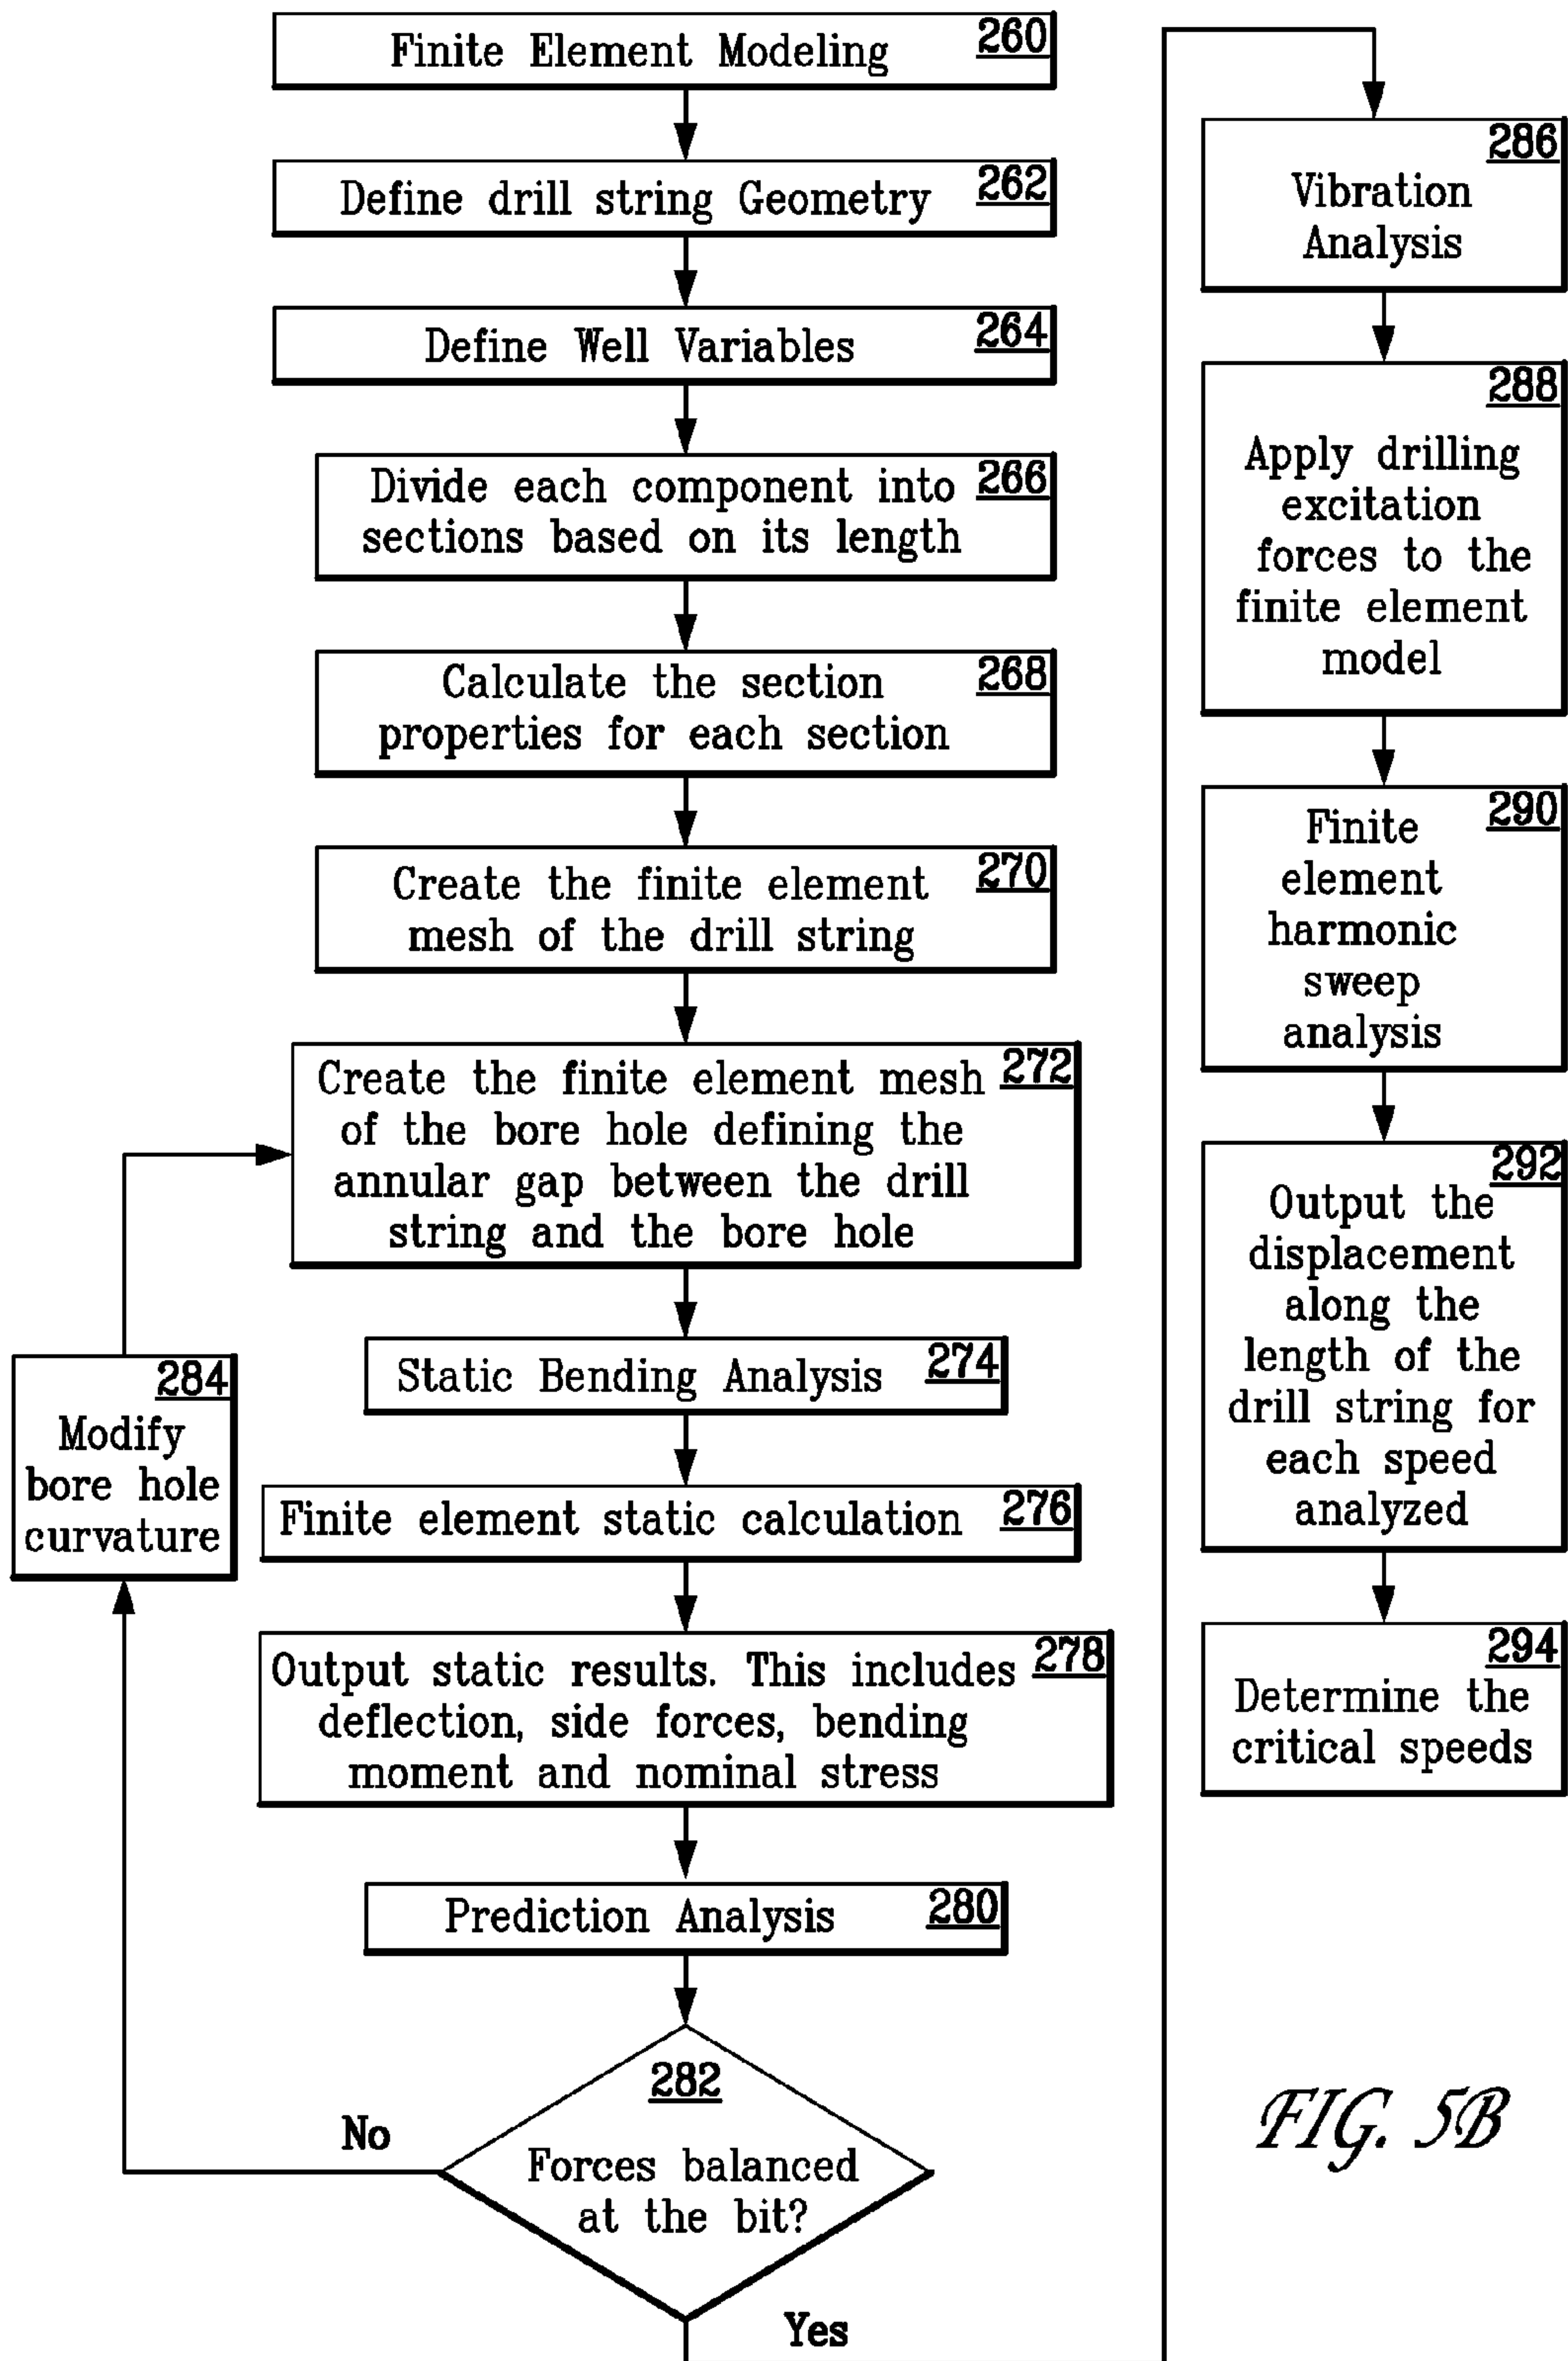 Finite Element Modeling 260
Define drill string Geometry 262
Define Well Variables 264
Divide each component into 266
sections based on its length
Calculate the section 268
properties for each section
Create the finite element 270
mesh of the drill string
Create the finite element mesh 272
of the bore hole defining the
annular gap between the drill
string and the bore hole
Static Bending Analysis 274
Finite element static calculation 276
Output static results. This includes 278
deflection, side forces, bending
moment and nominal stress
Prediction Analysis 280
282
Forces balanced
at the bit?
No
Yes
284
Modify
bore hole
curvature
286
Vibration
Analysis
288
Apply drilling
excitation
forces to the
finite element
model
290
Finite
element
harmonic
sweep
analysis
292
Output the
displacement
along the
length of the
drill string for
each speed
analyzed
294
Determine the
critical speeds
FIG. 5B